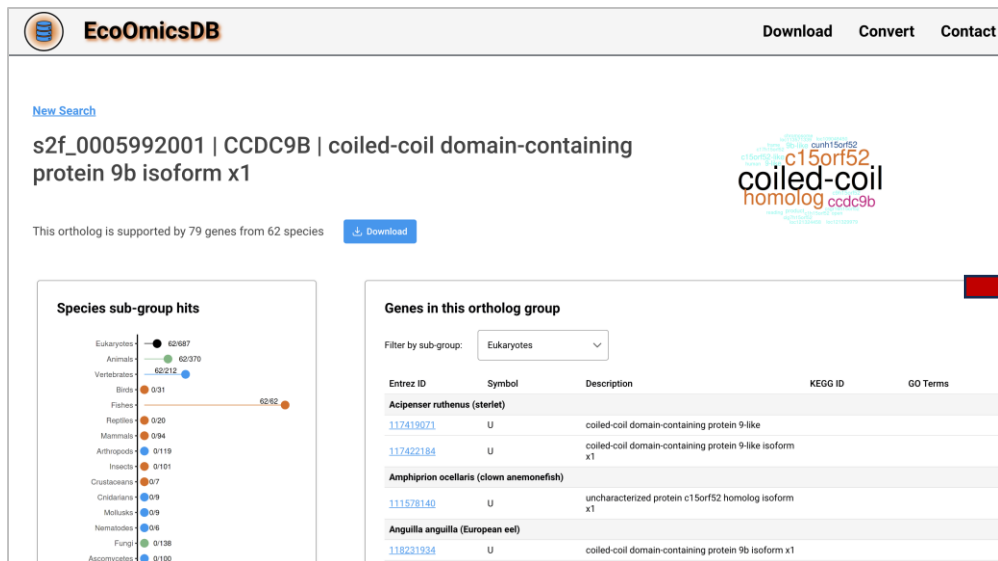 EcoOmicsDB
Download Convert Contact
New Search
s2f_0005992001 | CCDC9B | coiled-coil domain-containing
protein 9b isoform x1
This ortholog is supported by 79 genes from 62 species
Download
9b-like cunh15orf52
c15orf52-like c15orf52
coiled-coil
homolog ccdc9b
Species sub-group hits
Eukaryotes 62/687
Animals 62/370
Vertebrates 62/212
Birds 0/31
Fishes 62/62
Reptiles 0/20
Mammals 0/94
Arthropods 0/119
Insects 0/101
Crustaceans 0/7
Cnidarians 0/9
Mollusks 0/9
Nematodes 0/6
Fungi 0/138
Ascomycetes 0/100
Genes in this ortholog group
Filter by sub-group: Eukaryotes
Entrez ID Symbol Description KEGG ID GO Terms
Acipenser ruthenus (sterlet)
117419071 U coiled-coil domain-containing protein 9-like
117422184 U coiled-coil domain-containing protein 9-like isoform
x1
Amphiprion ocellaris (clown anemonefish)
111578140 U uncharacterized protein c15orf52 homolog isoform
x1
Anguilla anguilla (European eel)
118231934 U coiled-coil domain-containing protein 9b isoform x1